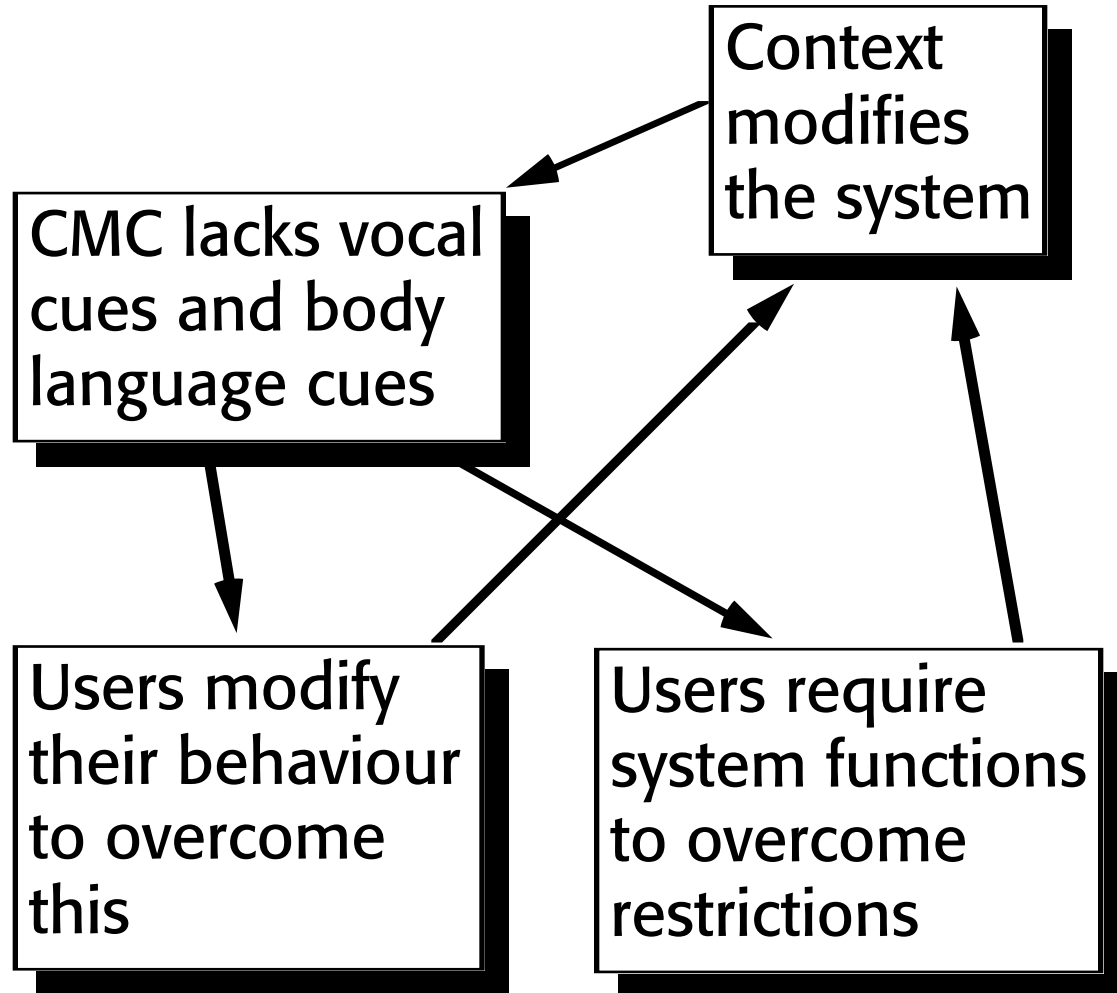 Context
modifies
the system
CMC lacks vocal
cues and body
language cues
Users modify
their behaviour
to overcome
this
Users require
system functions
to overcome
restrictions